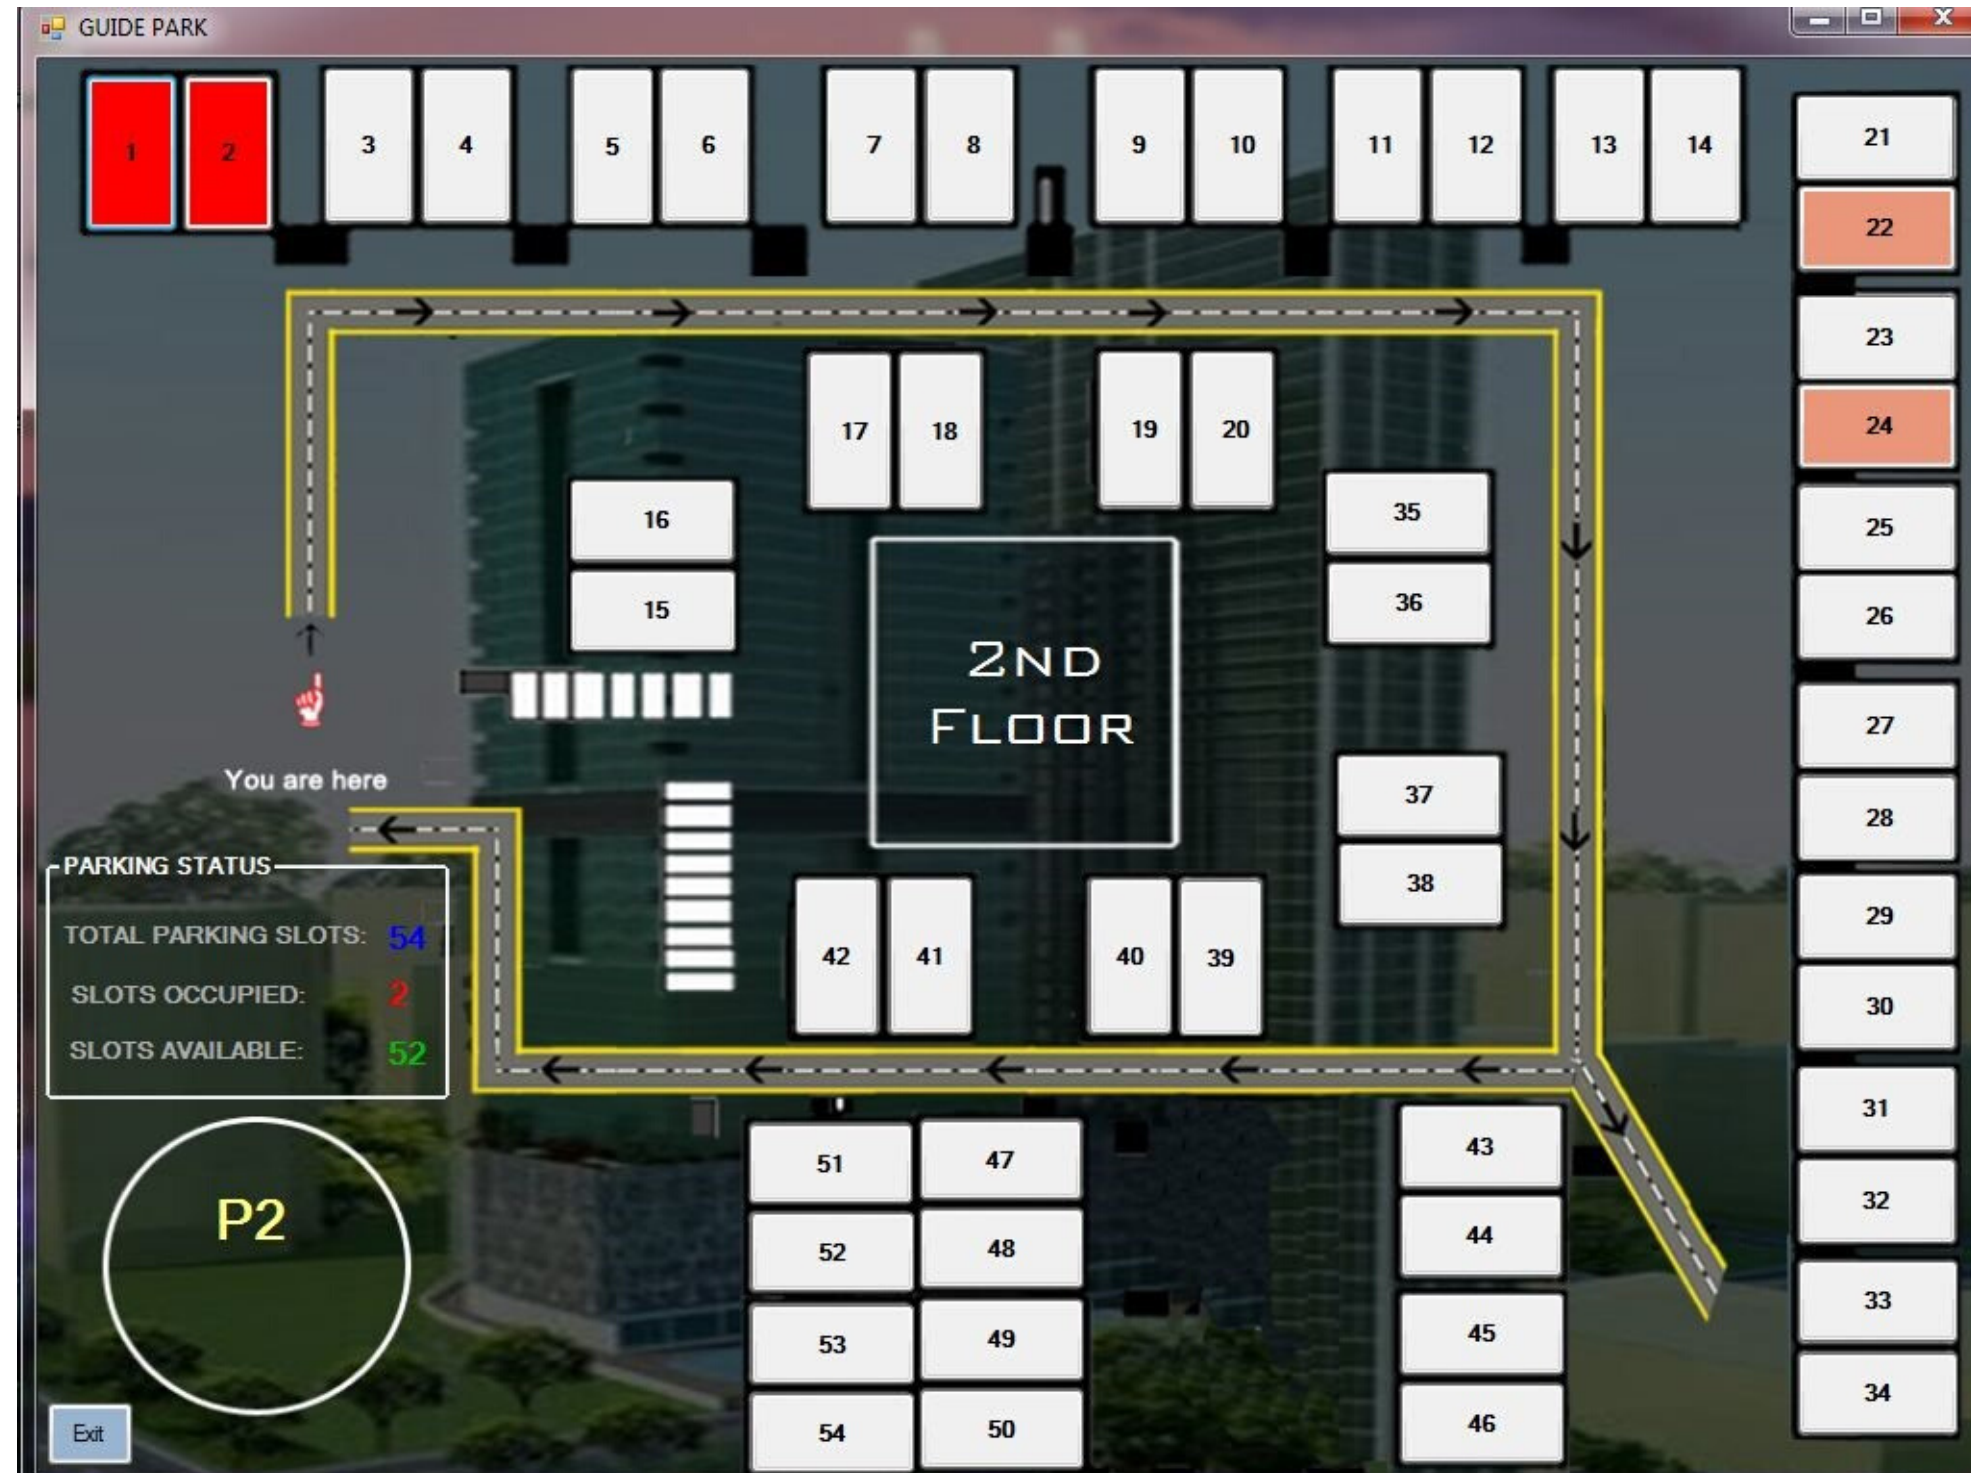 GUIDE PARK
1 2 3 4 5 6 7 8 9 10 11 12 13 14
21
22
23
24
17 18 19 20
16
15
35
36
25
26
2ND
FLOOR
You are here
27
28
37
38
PARKING STATUS
TOTAL PARKING SLOTS: 54
SLOTS OCCUPIED: 2
SLOTS AVAILABLE: 52
42 41 40 39
29
30
31
32
33
34
P2
51 47
52 48
53 49
54 50
43
44
45
46
Exit